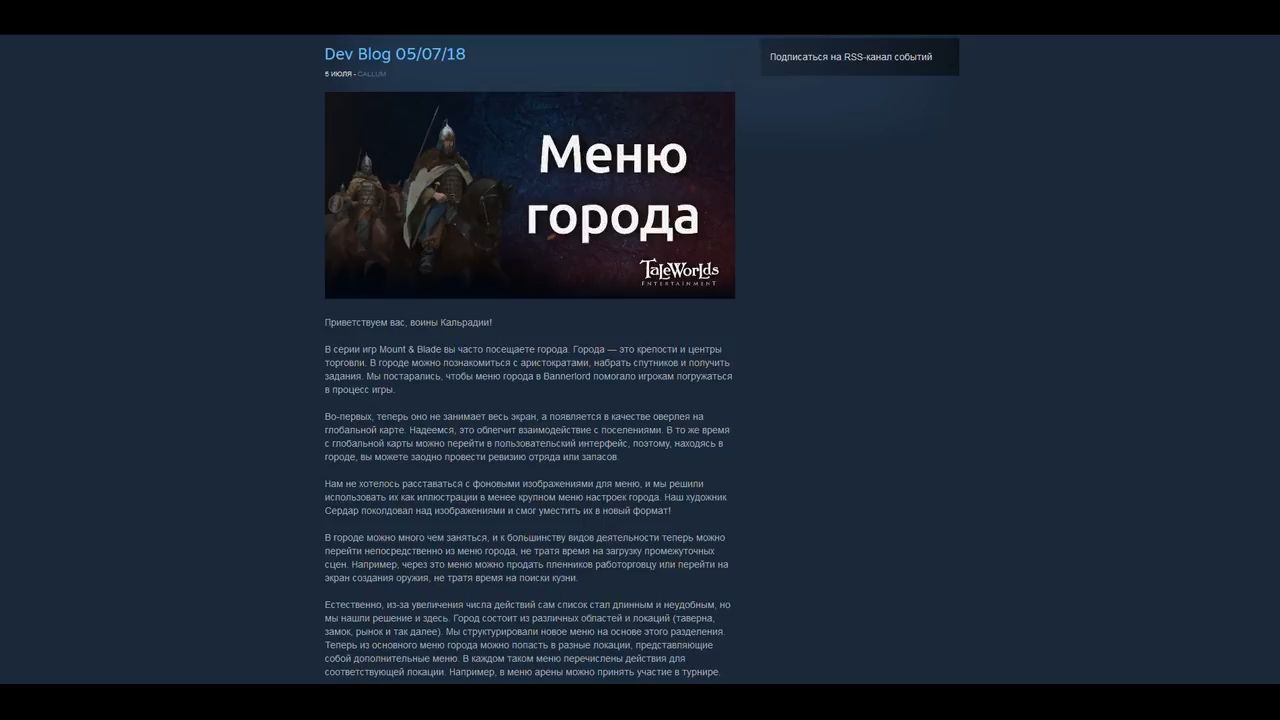 Dev Blog 05/07/18
5 ИЮЛЯ - CALLUM
Подписаться на RSS-канал событий
Меню
города
TALEWORLDS
ENTERTAINMENT
Приветствуем вас, воины Кальрадии!
В серии игр Mount & Blade вы часто посещаете города. Города — это крепости и центры
торговли. В городе можно познакомиться с аристократами, набрать спутников и получить
задания. Мы постарались, чтобы меню города в Bannerlord помогало игрокам погружаться
в процесс игры.
Во-первых, теперь оно не занимает весь экран, а появляется в качестве оверлея на
глобальной карте. Надеемся, это облегчит взаимодействие с поселениями. В то же время
с глобальной карты можно перейти в пользовательский интерфейс, поэтому, находясь в
городе, вы можете заодно провести ревизию отряда или запасов.
Нам не хотелось расставаться с фоновыми изображениями для меню, и мы решили
использовать их как иллюстрации в менее крупном меню настроек города. Наш художник
Сердар поколдовал над изображениями и смог уместить их в новый формат!
В городе можно много чем заняться, и к большинству видов деятельности теперь можно
перейти непосредственно из меню города, не тратя время на загрузку промежуточных
сцен. Например, через это меню можно продать пленников работорговцу или перейти на
экран создания оружия, не тратя время на поиски кузни.
Естественно, из-за увеличения числа действий сам список стал длинным и неудобным, но
мы нашли решение и здесь. Город состоит из различных областей и локаций (таверна,
замок, рынок и так далее). Мы структурировали новое меню на основе этого разделения.
Теперь из основного меню города можно попасть в разные локации, представляющие
собой дополнительные меню. В каждом таком меню перечислены действия для
соответствующей локации. Например, в меню арены можно принять участие в турнире.